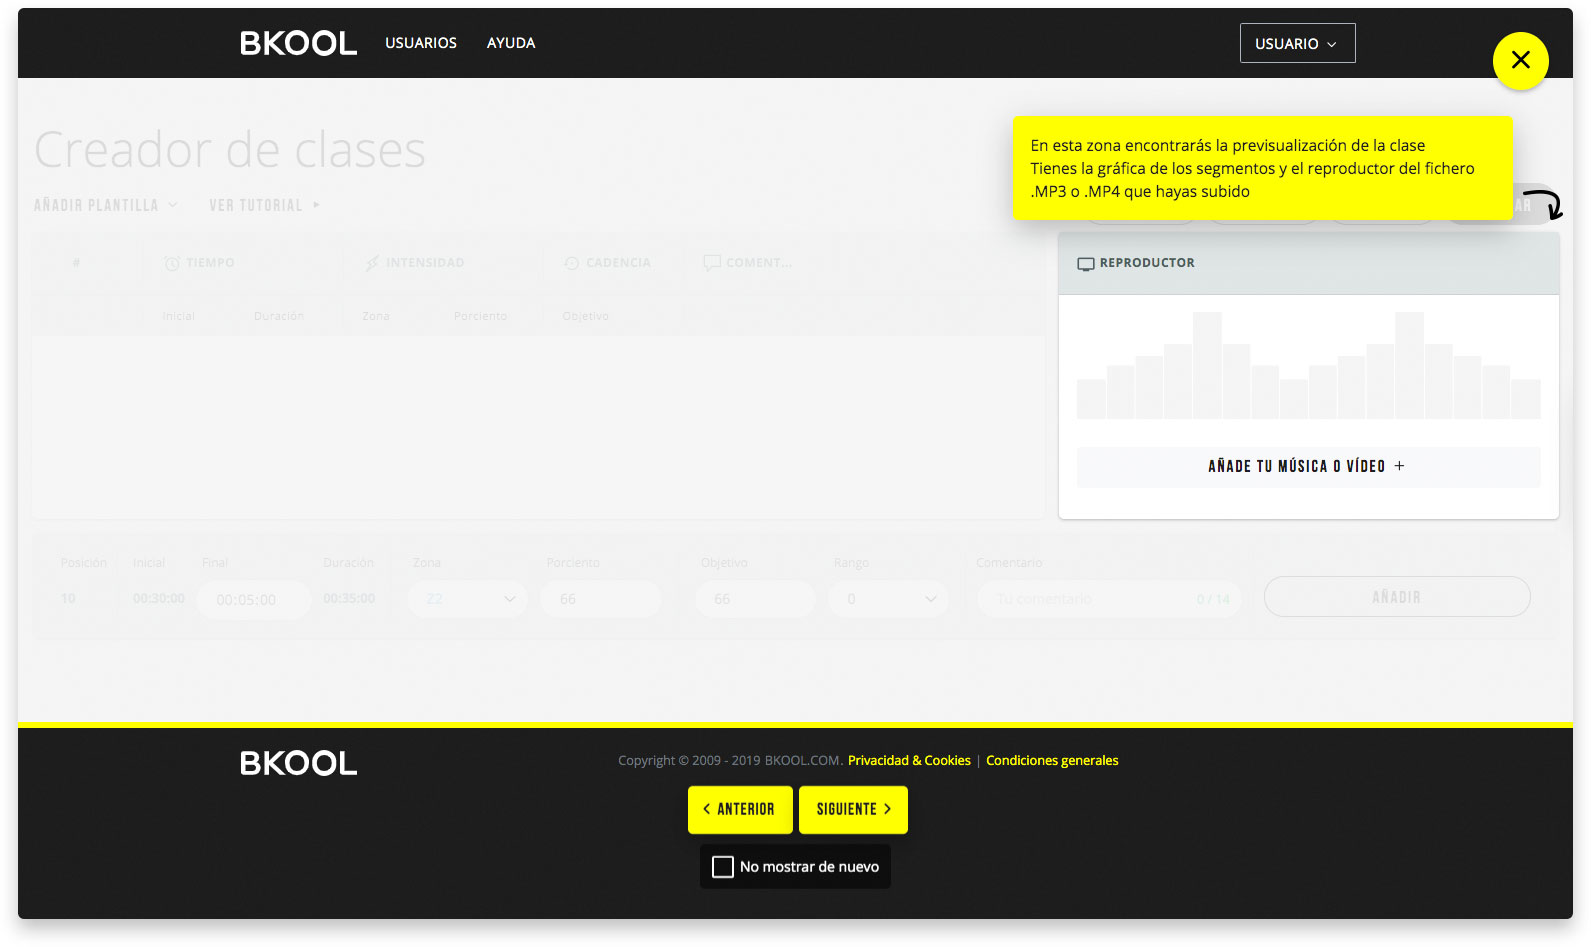 BKOOL USUARIOS AYUDA USUARIO
En esta zona encontrarás la previsualización de la clase
Tienes la gráfica de los segmentos y el reproductor del fichero
.MP3 o .MP4 que hayas subido
Creador de clases
AÑADIR PLANTILLA VER TUTORIAL
AR
# TIEMPO INTENSIDAD CADENCIA COMENT...
Inicial Duración Zona Porciento Objetivo
REPRODUCTOR
AÑADE TU MÚSICA O VÍDEO +
Posición Inicial Final Duración Zona Porciento Objetivo Rango Comentario
10 00:30:00 00:05:00 00:35:00 Z2 66 66 0 Tu comentario 0 / 14 AÑADIR
BKOOL Copyright © 2009 - 2019 BKOOL.COM. Privacidad & Cookies | Condiciones generales
< ANTERIOR SIGUIENTE >
No mostrar de nuevo